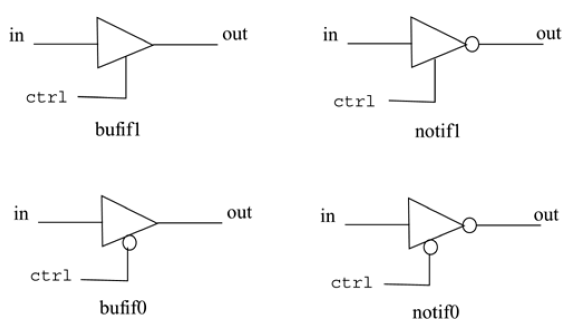 in out in out
ctrl ctrl
bufif1 notif1
in out in out
ctrl ctrl
bufif0 notif0